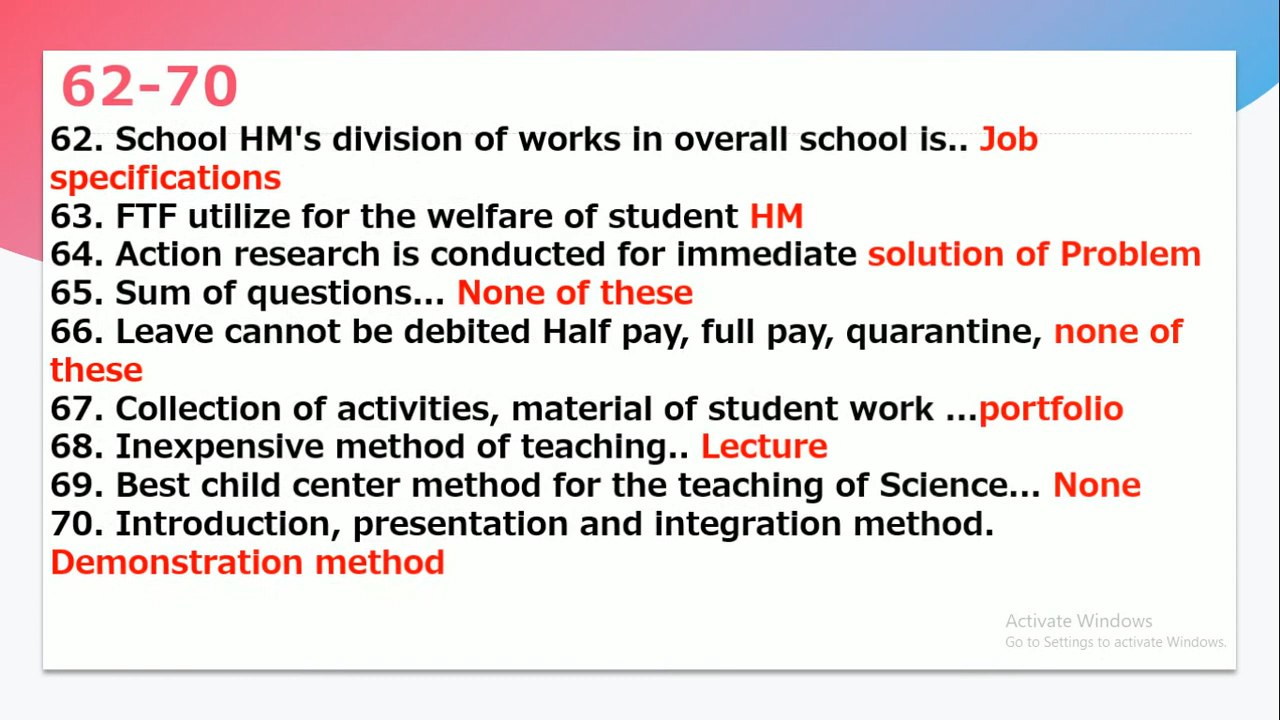 62-70
62. School HM's division of works in overall school is.. Job
specifications
63. FTF utilize for the welfare of student HM
64. Action research is conducted for immediate solution of Problem
65. Sum of questions... None of these
66. Leave cannot be debited Half pay, full pay, quarantine, none of
these
67. Collection of activities, material of student work ...portfolio
68. Inexpensive method of teaching.. Lecture
69. Best child center method for the teaching of Science... None
70. Introduction, presentation and integration method.
Demonstration method
Activate Windows
Go to Settings to activate Windows.